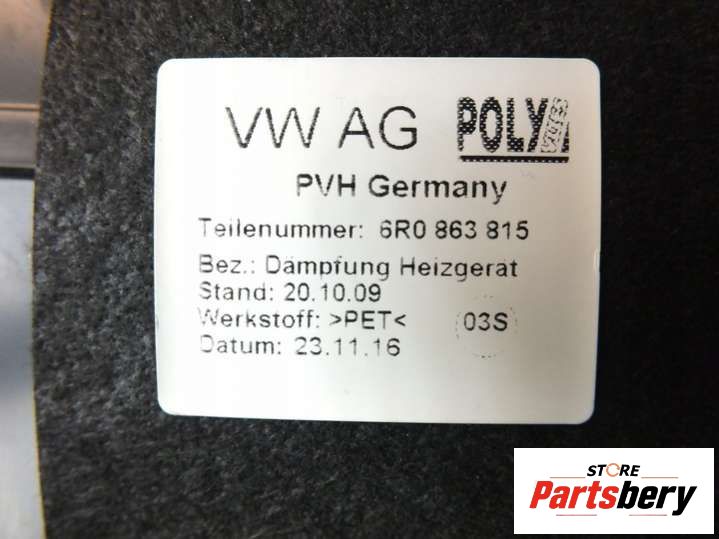 VW AG POLY
PVH Germany
Teilenummer: 6R0 863 815
Bez.: Dämpfung Heizgerät
Stand: 20.10.09
Werkstoff: >PET< 03S
Datum: 23.11.16
STORE
Partsbery